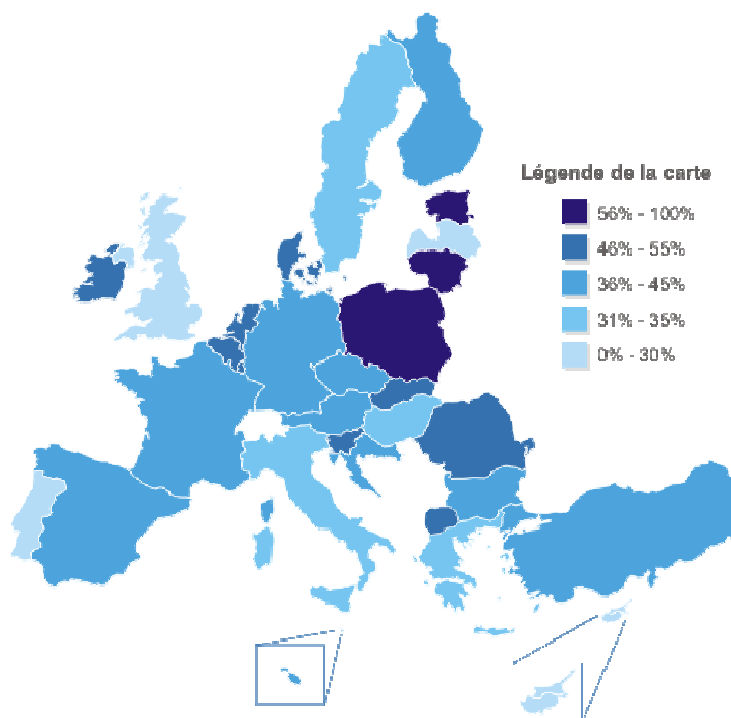 Légende de la carte
56% - 100%
46% - 55%
36% - 45%
31% - 35%
0% - 30%